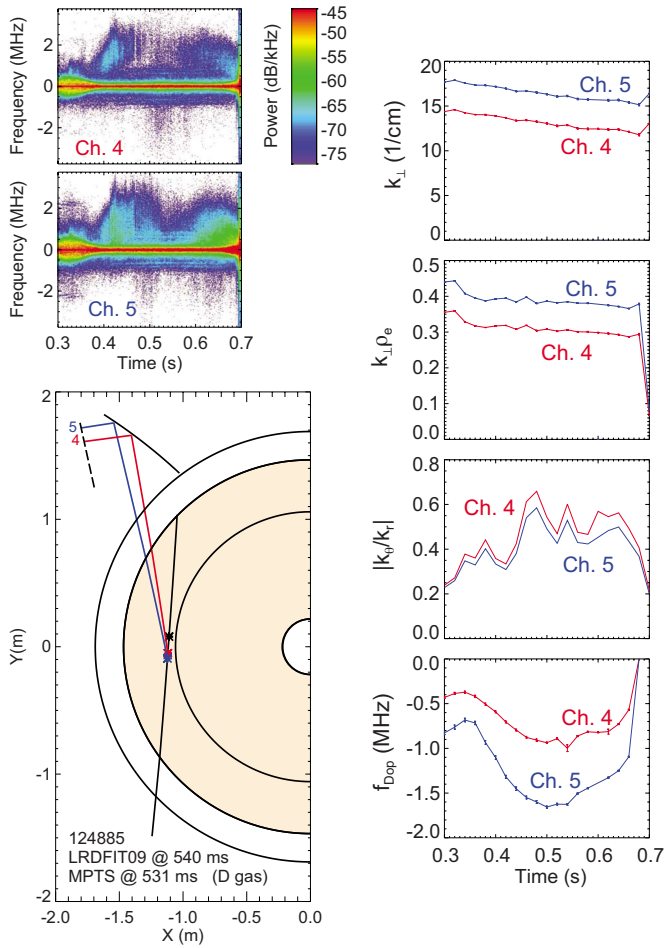 Frequency (MHz)
2
0
-2
Ch. 4
Power (dB/kHz)
-45
-50
-55
-60
-65
-70
-75
Frequency (MHz)
2
0
-2
Ch. 5
0.3 0.4 0.5 0.6 0.7
Time (s)
Y(m)
2
1
0
-1
-2
5
4
124885
LRDFIT09 @ 540 ms
MPTS @ 531 ms (D gas)
-2.0 -1.5 -1.0 -0.5 0.0
X (m)
k⊥ (1/cm)
20
15
10
5
0
Ch. 5
Ch. 4
k⊥ρe
0.5
0.4
0.3
0.2
0.1
0.0
Ch. 5
Ch. 4
|kθ/kr|
0.8
0.6
0.4
0.2
0.0
Ch. 4
Ch. 5
fDop (MHz)
0.0
-0.5
-1.0
-1.5
-2.0
Ch. 4
Ch. 5
0.3 0.4 0.5 0.6 0.7
Time (s)